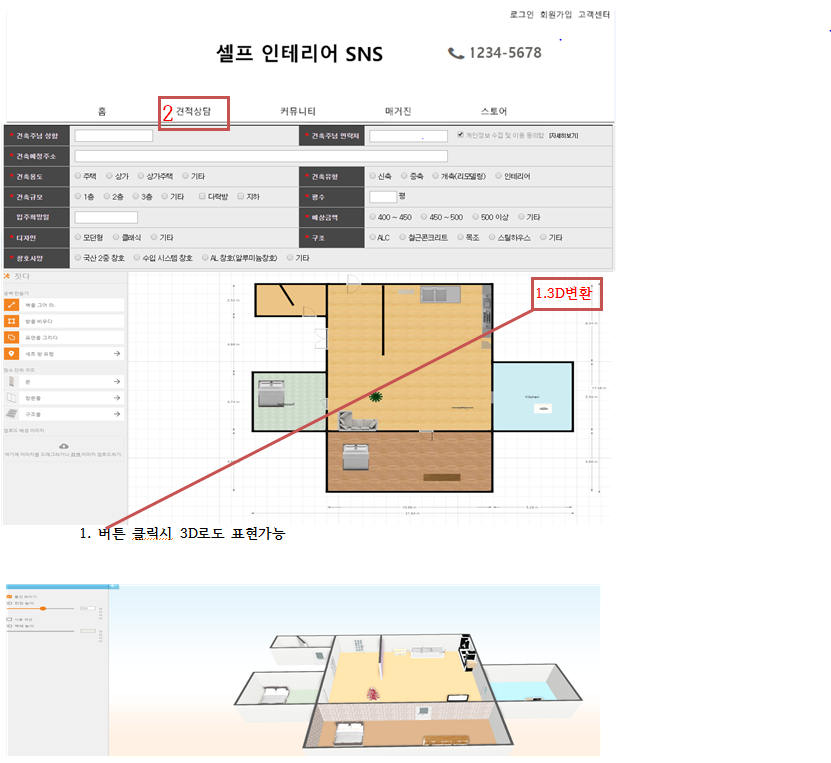 로그인 회원가입 고객센터
셀프 인테리어 SNS
1234-5678
홈 2 견적상담 커뮤니티 매거진 스토어
* 건축주님 성함 * 건축주님 연락처 개인정보 수집 및 이용 동의함 [자세히보기]
* 건축예정주소
* 건축용도 주택 상가 상가주택 기타 * 건축유형 신축 증축 개축(리모델링) 인테리어
* 건축규모 1층 2층 3층 기타 다락방 지하 * 평수 평
입주희망일 * 예상금액 400 ~ 450 450 ~ 500 500 이상 기타
* 디자인 모던형 클래식 기타 * 구조 ALC 철근콘크리트 목조 스틸하우스 기타
* 창호사양 국산 2중 창호 수입 시스템 창호 AL 창호(알루미늄창호) 기타
짓다
1.3D변환
벽을 그어 라.
방을 비우다
표면을 그리다
세트 방 유형
문
창문들
구조물
Kitchen
1. 버튼 클릭시 3D로도 표현가능